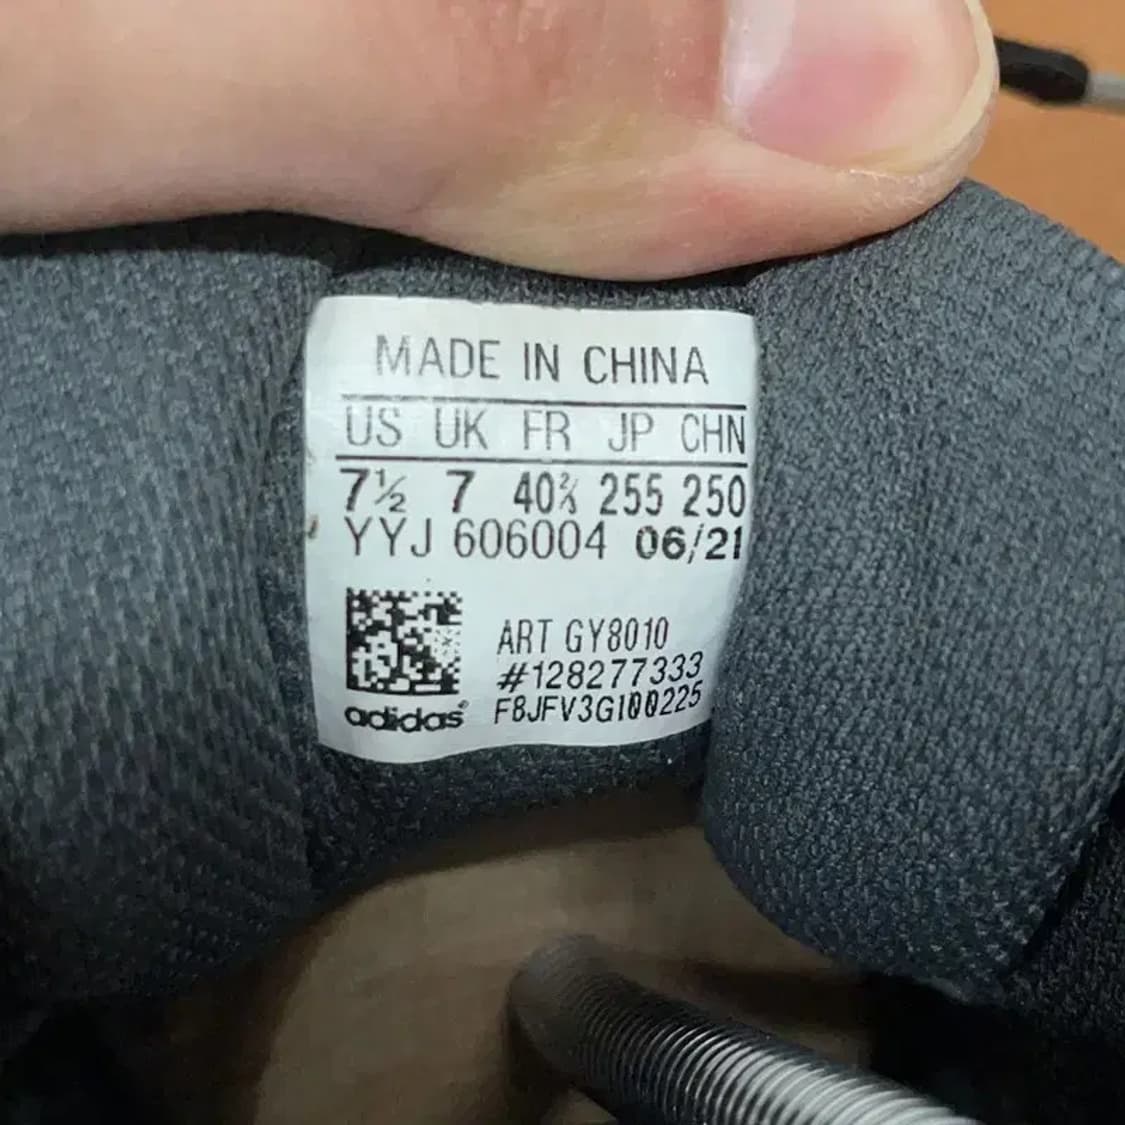 MADE IN CHINA
US UK FR JP CHN
7½ 7 40⅔ 255 250
YYJ 606004 06/21
ART GY8010
#128277333
adidas®